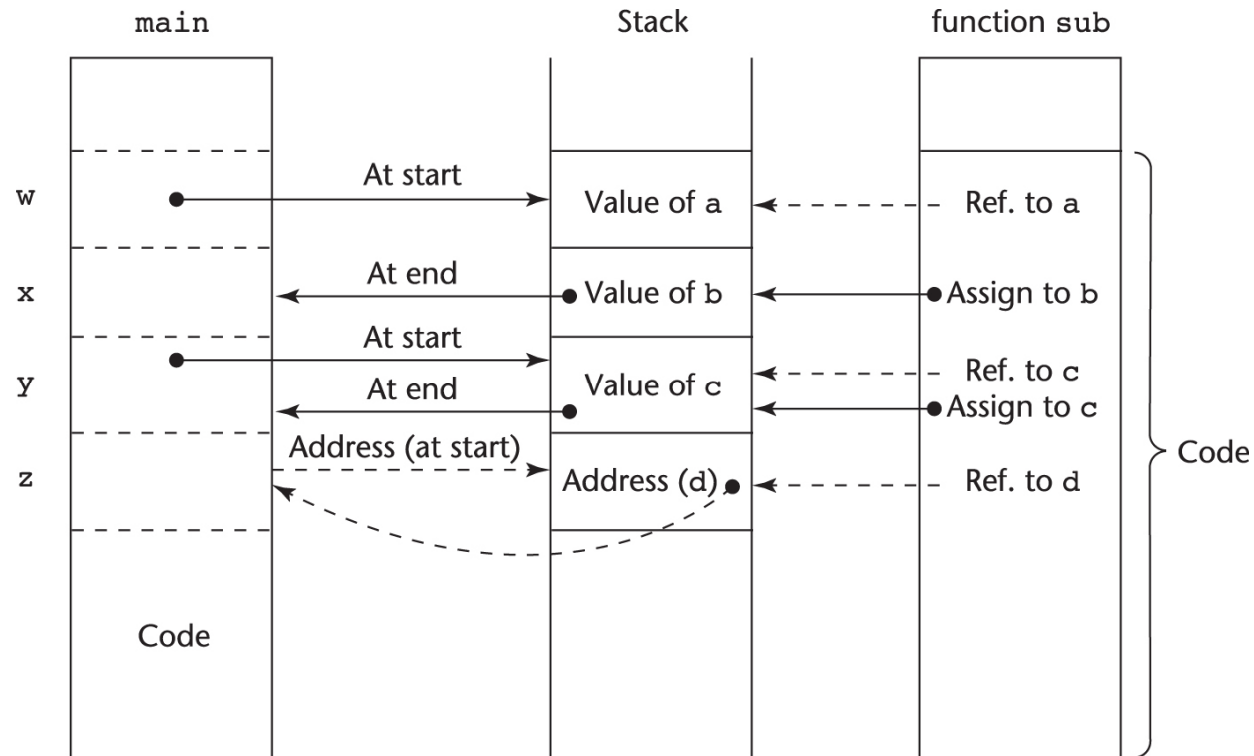 main
Stack
function sub
w
At start
Value of a
Ref. to a
x
At end
Value of b
Assign to b
y
At start
At end
Value of c
Ref. to c
Assign to c
z
Address (at start)
Address (d)
Ref. to d
Code
Code